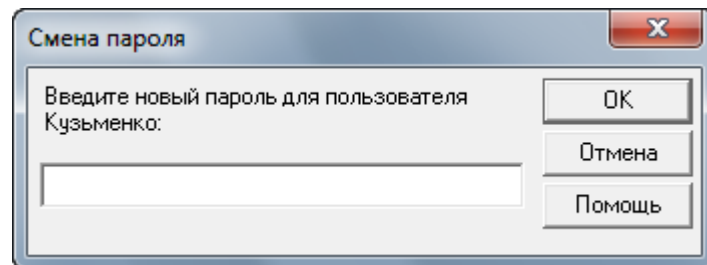 Смена пароля
Введите новый пароль для пользователя
Кузьменко:
OK
Отмена
Помощь